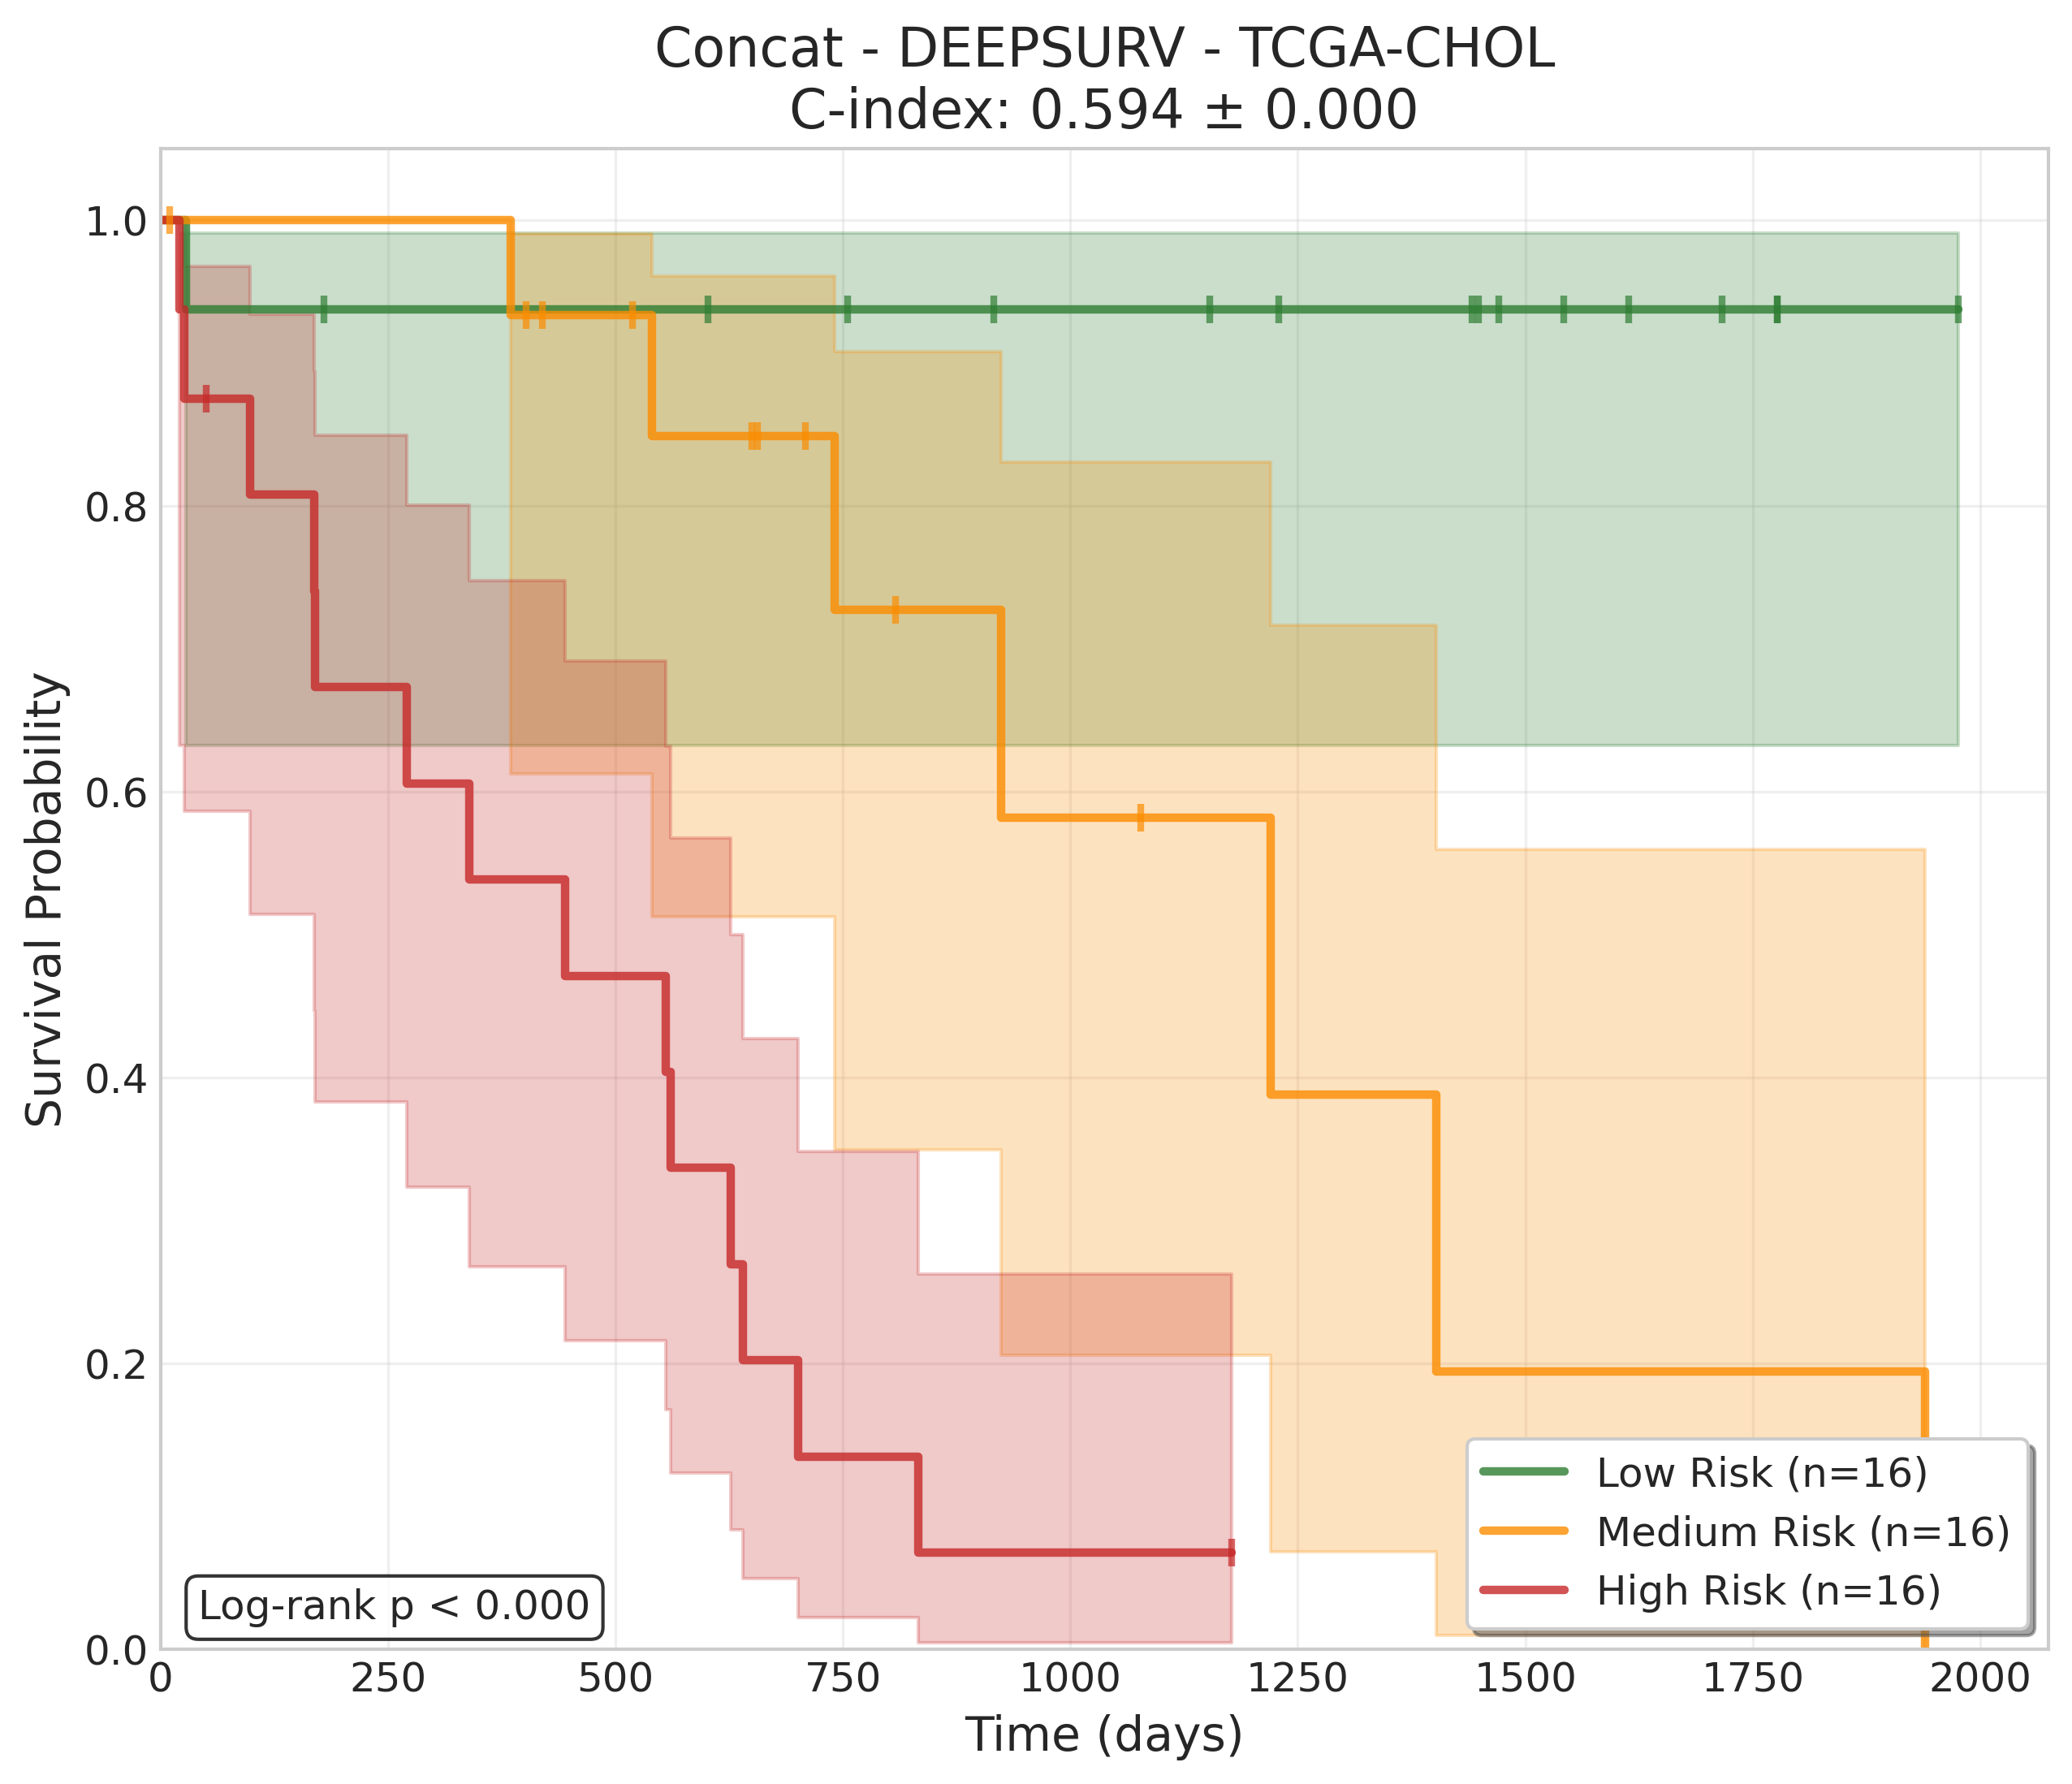 Concat - DEEPSURV - TCGA-CHOL
C-index: 0.594 ± 0.000
Survival Probability
1.0
0.8
0.6
0.4
0.2
0.0
Log-rank p < 0.000
Low Risk (n=16)
Medium Risk (n=16)
High Risk (n=16)
0 250 500 750 1000 1250 1500 1750 2000
Time (days)